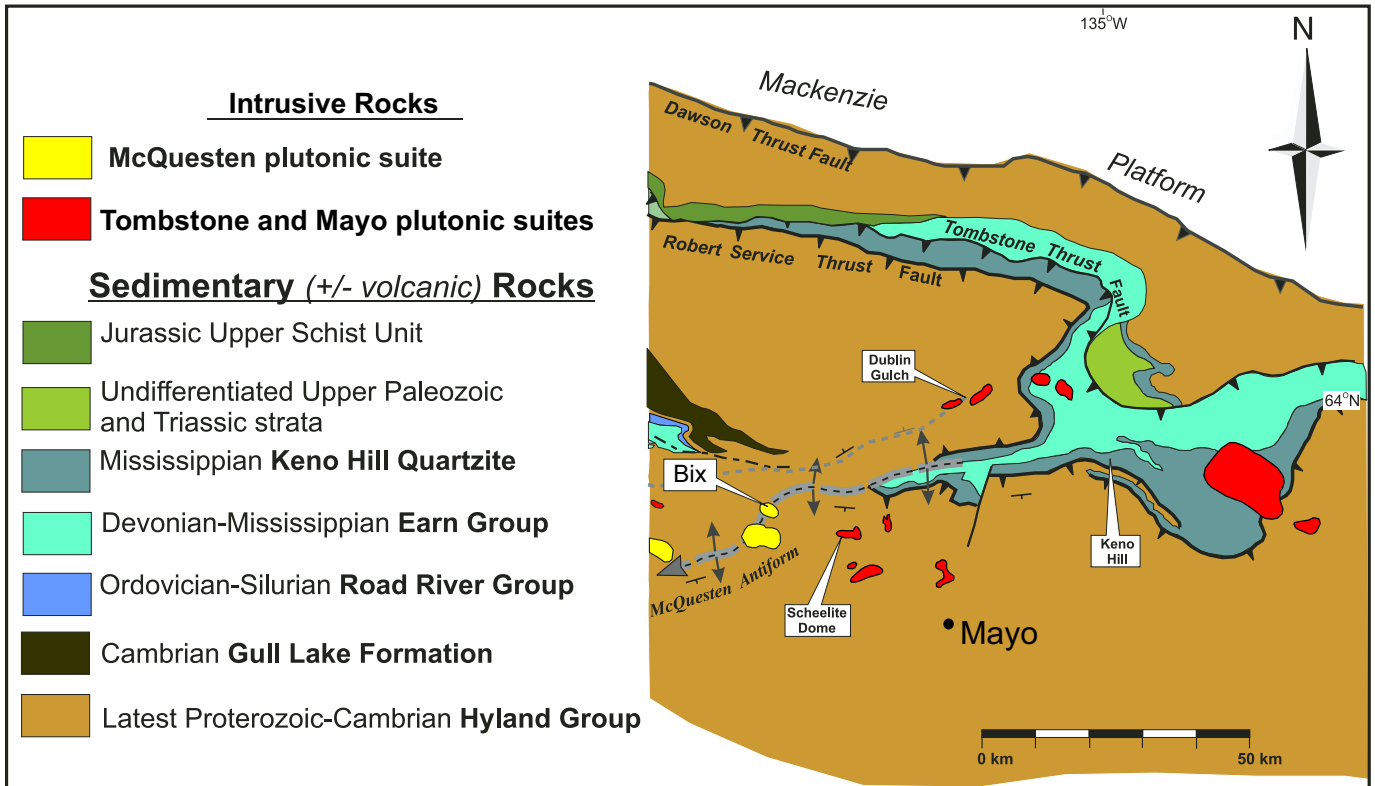 Intrusive Rocks
McQuesten plutonic suite
Tombstone and Mayo plutonic suites
Sedimentary (+/- volcanic) Rocks
Jurassic Upper Schist Unit
Undifferentiated Upper Paleozoic
and Triassic strata
Mississippian Keno Hill Quartzite
Devonian-Mississippian Earn Group
Ordovician-Silurian Road River Group
Cambrian Gull Lake Formation
Latest Proterozoic-Cambrian Hyland Group
135°W
N
Mackenzie
Platform
Dawson Thrust Fault
Tombstone Thrust Fault
Robert Service Thrust Fault
Dublin
Gulch
64°N
Bix
Keno
Hill
McQuesten Antiform
Scheelite
Dome
Mayo
0 km 50 km